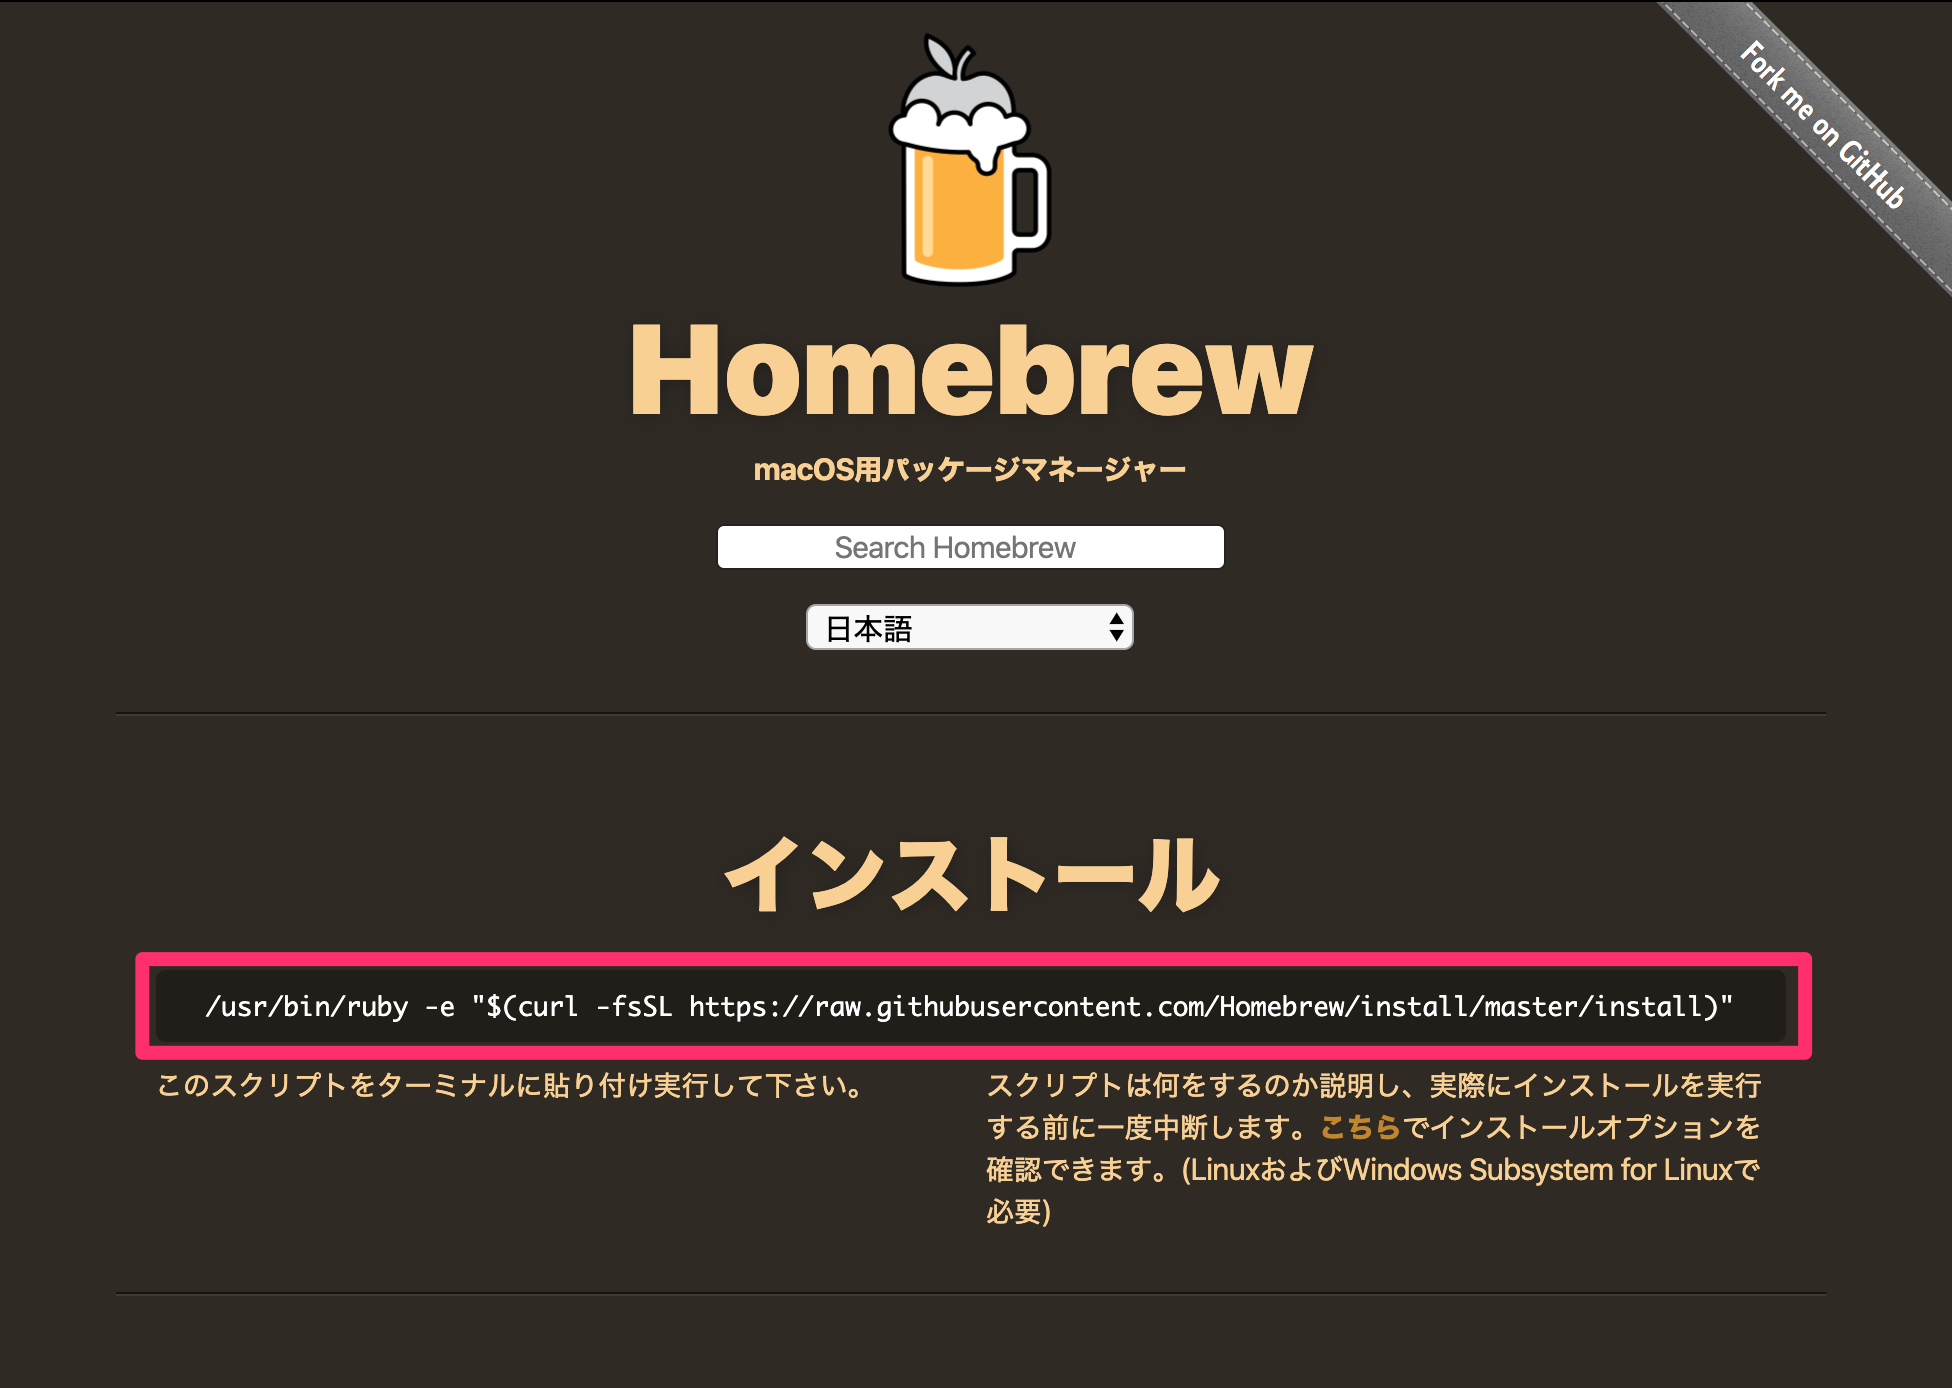 Fork me on GitHub
Homebrew
macOS用パッケージマネージャー
Search Homebrew
日本語
インストール
/usr/bin/ruby -e "$(curl -fsSL https://raw.githubusercontent.com/Homebrew/install/master/install)"
このスクリプトをターミナルに貼り付け実行して下さい。
スクリプトは何をするのか説明し、実際にインストールを実行
する前に一度中断します。こちらでインストールオプションを
確認できます。(LinuxおよびWindows Subsystem for Linuxで
必要)